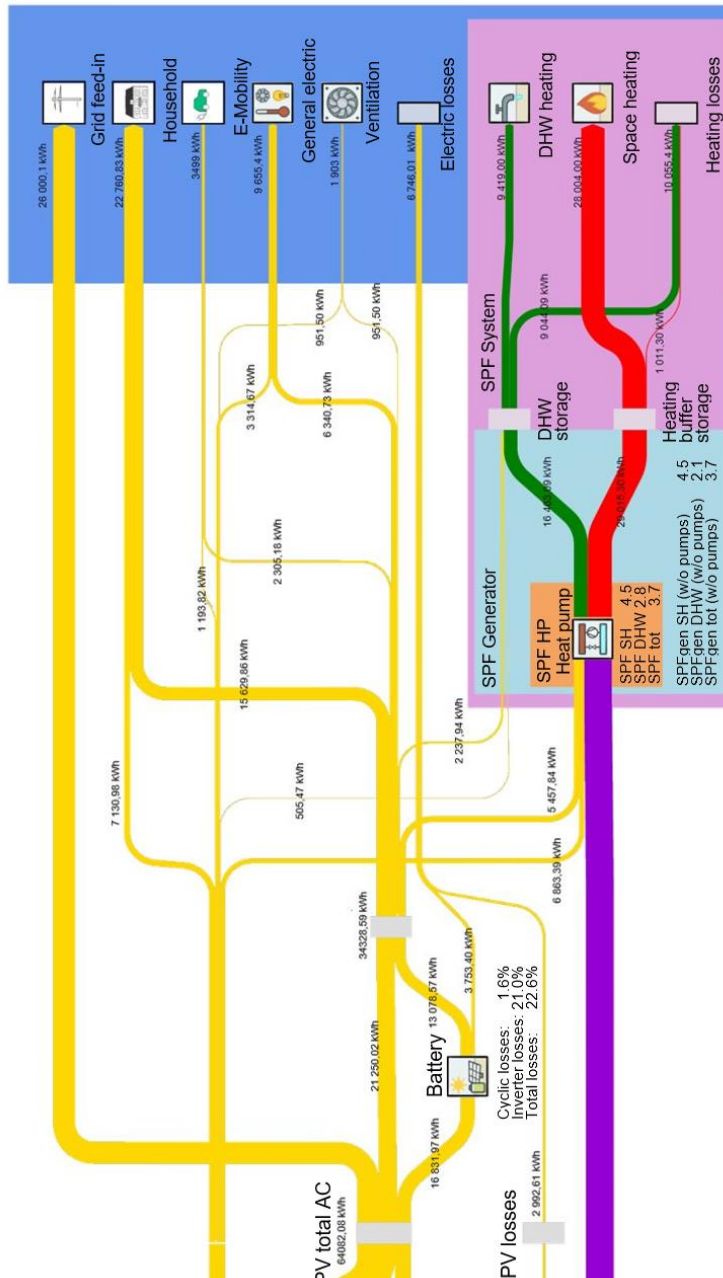 Grid feed-in
Household
E-Mobility
General electric
Ventilation
Electric losses
DHW heating
Space heating
Heating losses
26 000,1 kWh
22 760,83 kWh
3499 kWh
9 655,4 kWh
1 903 kWh
6 746,01 kWh
9 419,00 kWh
28 004,00 kWh
10 055,4 kWh
951,50 kWh
951,50 kWh
9 044,09 kWh
1 011,30 kWh
SPF System
3 314,67 kWh
6 340,73 kWh
DHW
storage
Heating
buffer
storage
29 015,30 kWh
1 193,82 kWh
2 305,18 kWh
SPF Generator
SPF HP
Heat pump
SPF SH 4.5
SPF DHW 2.8
SPF tot 3.7
SPFgen SH (w/o pumps) 4.5
SPFgen DHW (w/o pumps) 2.1
SPFgen tot (w/o pumps) 3.7
15 629,86 kWh
7 130,98 kWh
505,47 kWh
2 237,94 kWh
5 457,84 kWh
6 863,39 kWh
34328,59 kWh
3 753,40 kWh
13 078,57 kWh
21 250,02 kWh
Battery
Cyclic losses: 1.6%
Inverter losses: 21.0%
Total losses: 22.6%
16 831,97 kWh
PV total AC
64082,08 kWh
PV losses
2 992,61 kWh